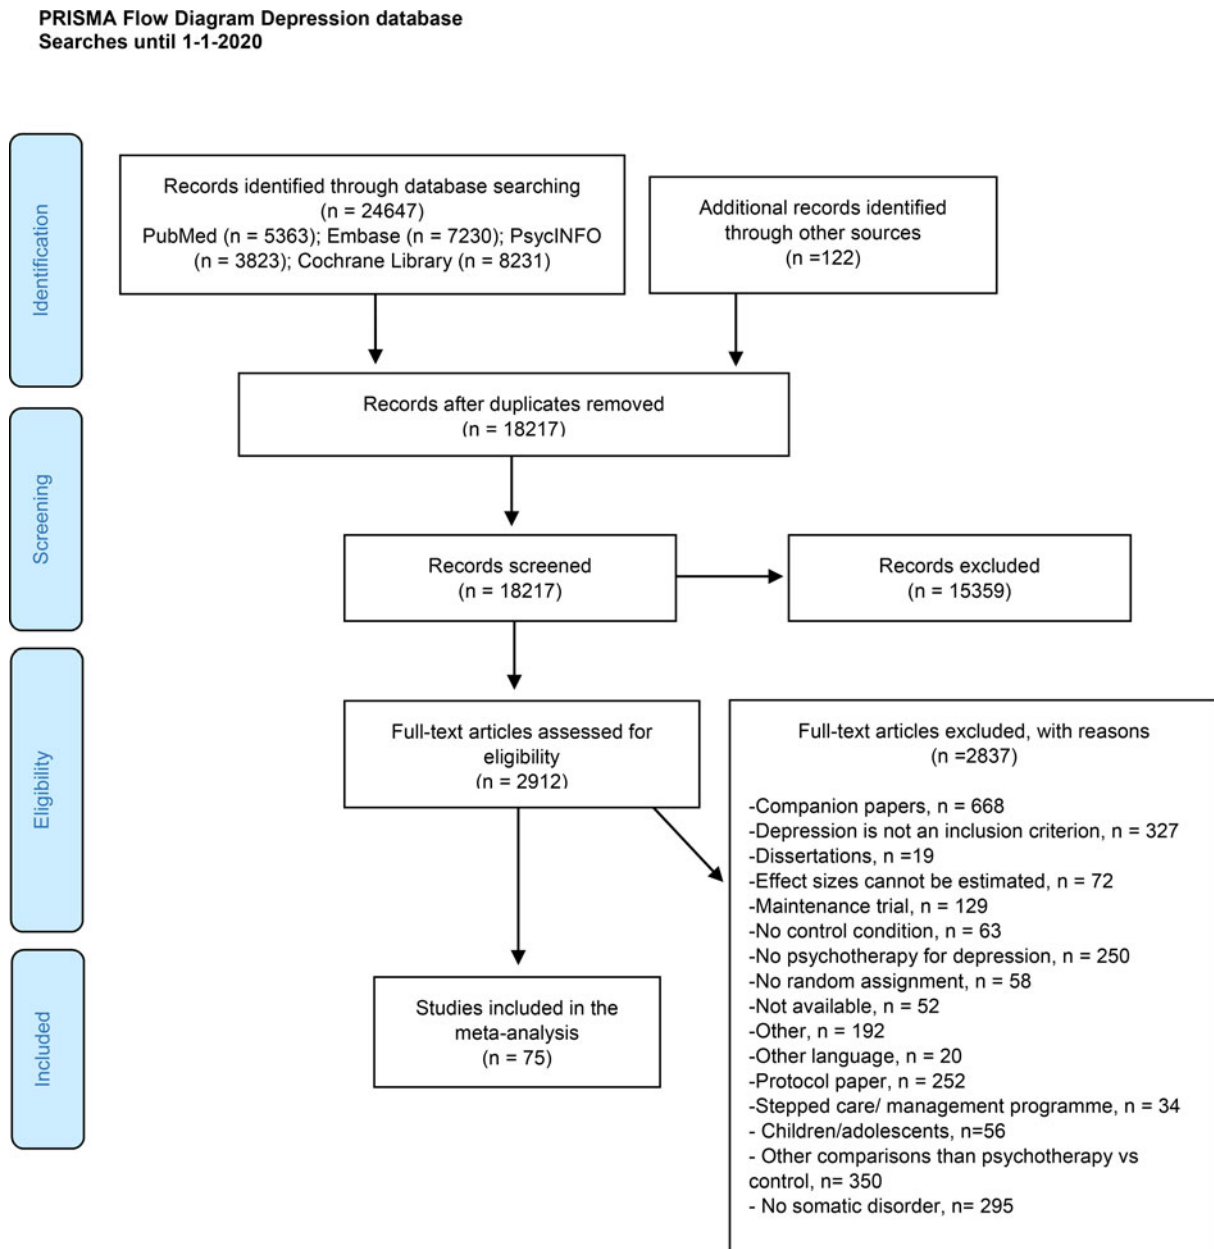 PRISMA Flow Diagram Depression database
Searches until 1-1-2020
Identification
Records identified through database searching
(n = 24647)
PubMed (n = 5363); Embase (n = 7230); PsycINFO
(n = 3823); Cochrane Library (n = 8231)
Additional records identified
through other sources
(n =122)
Records after duplicates removed
(n = 18217)
Screening
Records screened
(n = 18217)
Records excluded
(n = 15359)
Eligibility
Full-text articles assessed for
eligibility
(n = 2912)
Full-text articles excluded, with reasons
(n =2837)
-Companion papers, n = 668
-Depression is not an inclusion criterion, n = 327
-Dissertations, n =19
-Effect sizes cannot be estimated, n = 72
-Maintenance trial, n = 129
-No control condition, n = 63
-No psychotherapy for depression, n = 250
-No random assignment, n = 58
-Not available, n = 52
-Other, n = 192
-Other language, n = 20
-Protocol paper, n = 252
-Stepped care/ management programme, n = 34
- Children/adolescents, n=56
- Other comparisons than psychotherapy vs
control, n= 350
- No somatic disorder, n= 295
Included
Studies included in the
meta-analysis
(n = 75)